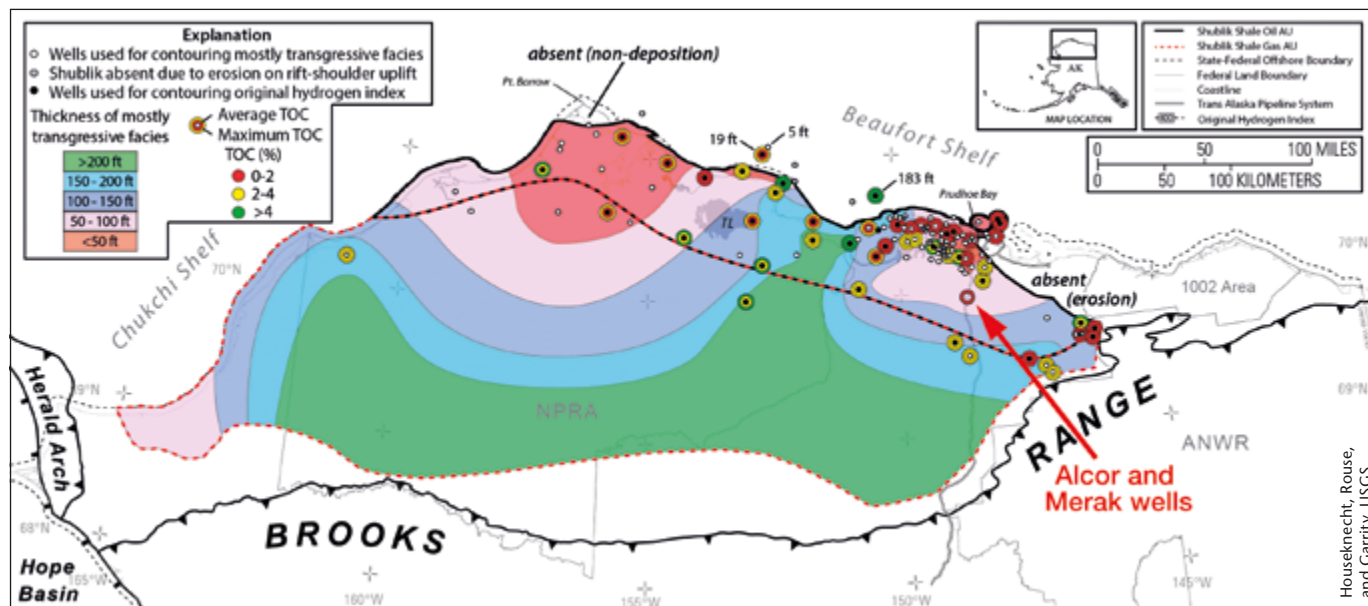 Explanation
Wells used for contouring mostly transgressive facies
Shublik absent due to erosion on rift-shoulder uplift
Wells used for contouring original hydrogen index
Thickness of mostly
transgressive facies
>200 ft
150 - 200 ft
100 - 150 ft
50 - 100 ft
<50 ft
Average TOC
Maximum TOC
TOC (%)
0-2
2-4
>4
absent (non-deposition)
Pt. Barrow
19 ft
5 ft
Beaufort Shelf
183 ft
Prudhoe Bay
AK
MAP LOCATION
Shublik Shale Oil AU
Shublik Shale Gas AU
State-Federal Offshore Boundary
Federal Land Boundary
Coastline
Trans Alaska Pipeline System
Original Hydrogen Index
0 50 100 MILES
0 50 100 KILOMETERS
Chukchi Shelf
70°N
TL
70°N
absent
(erosion)
1002 Area
Herald Arch
69°N
NPRA
69°N
RANGE
ANWR
Alcor and
Merak wells
68°N
BROOKS
Hope
Basin
165°W
160°W
155°W
150°W
145°W
Houseknecht, Rouse,
and Garrity, USGS